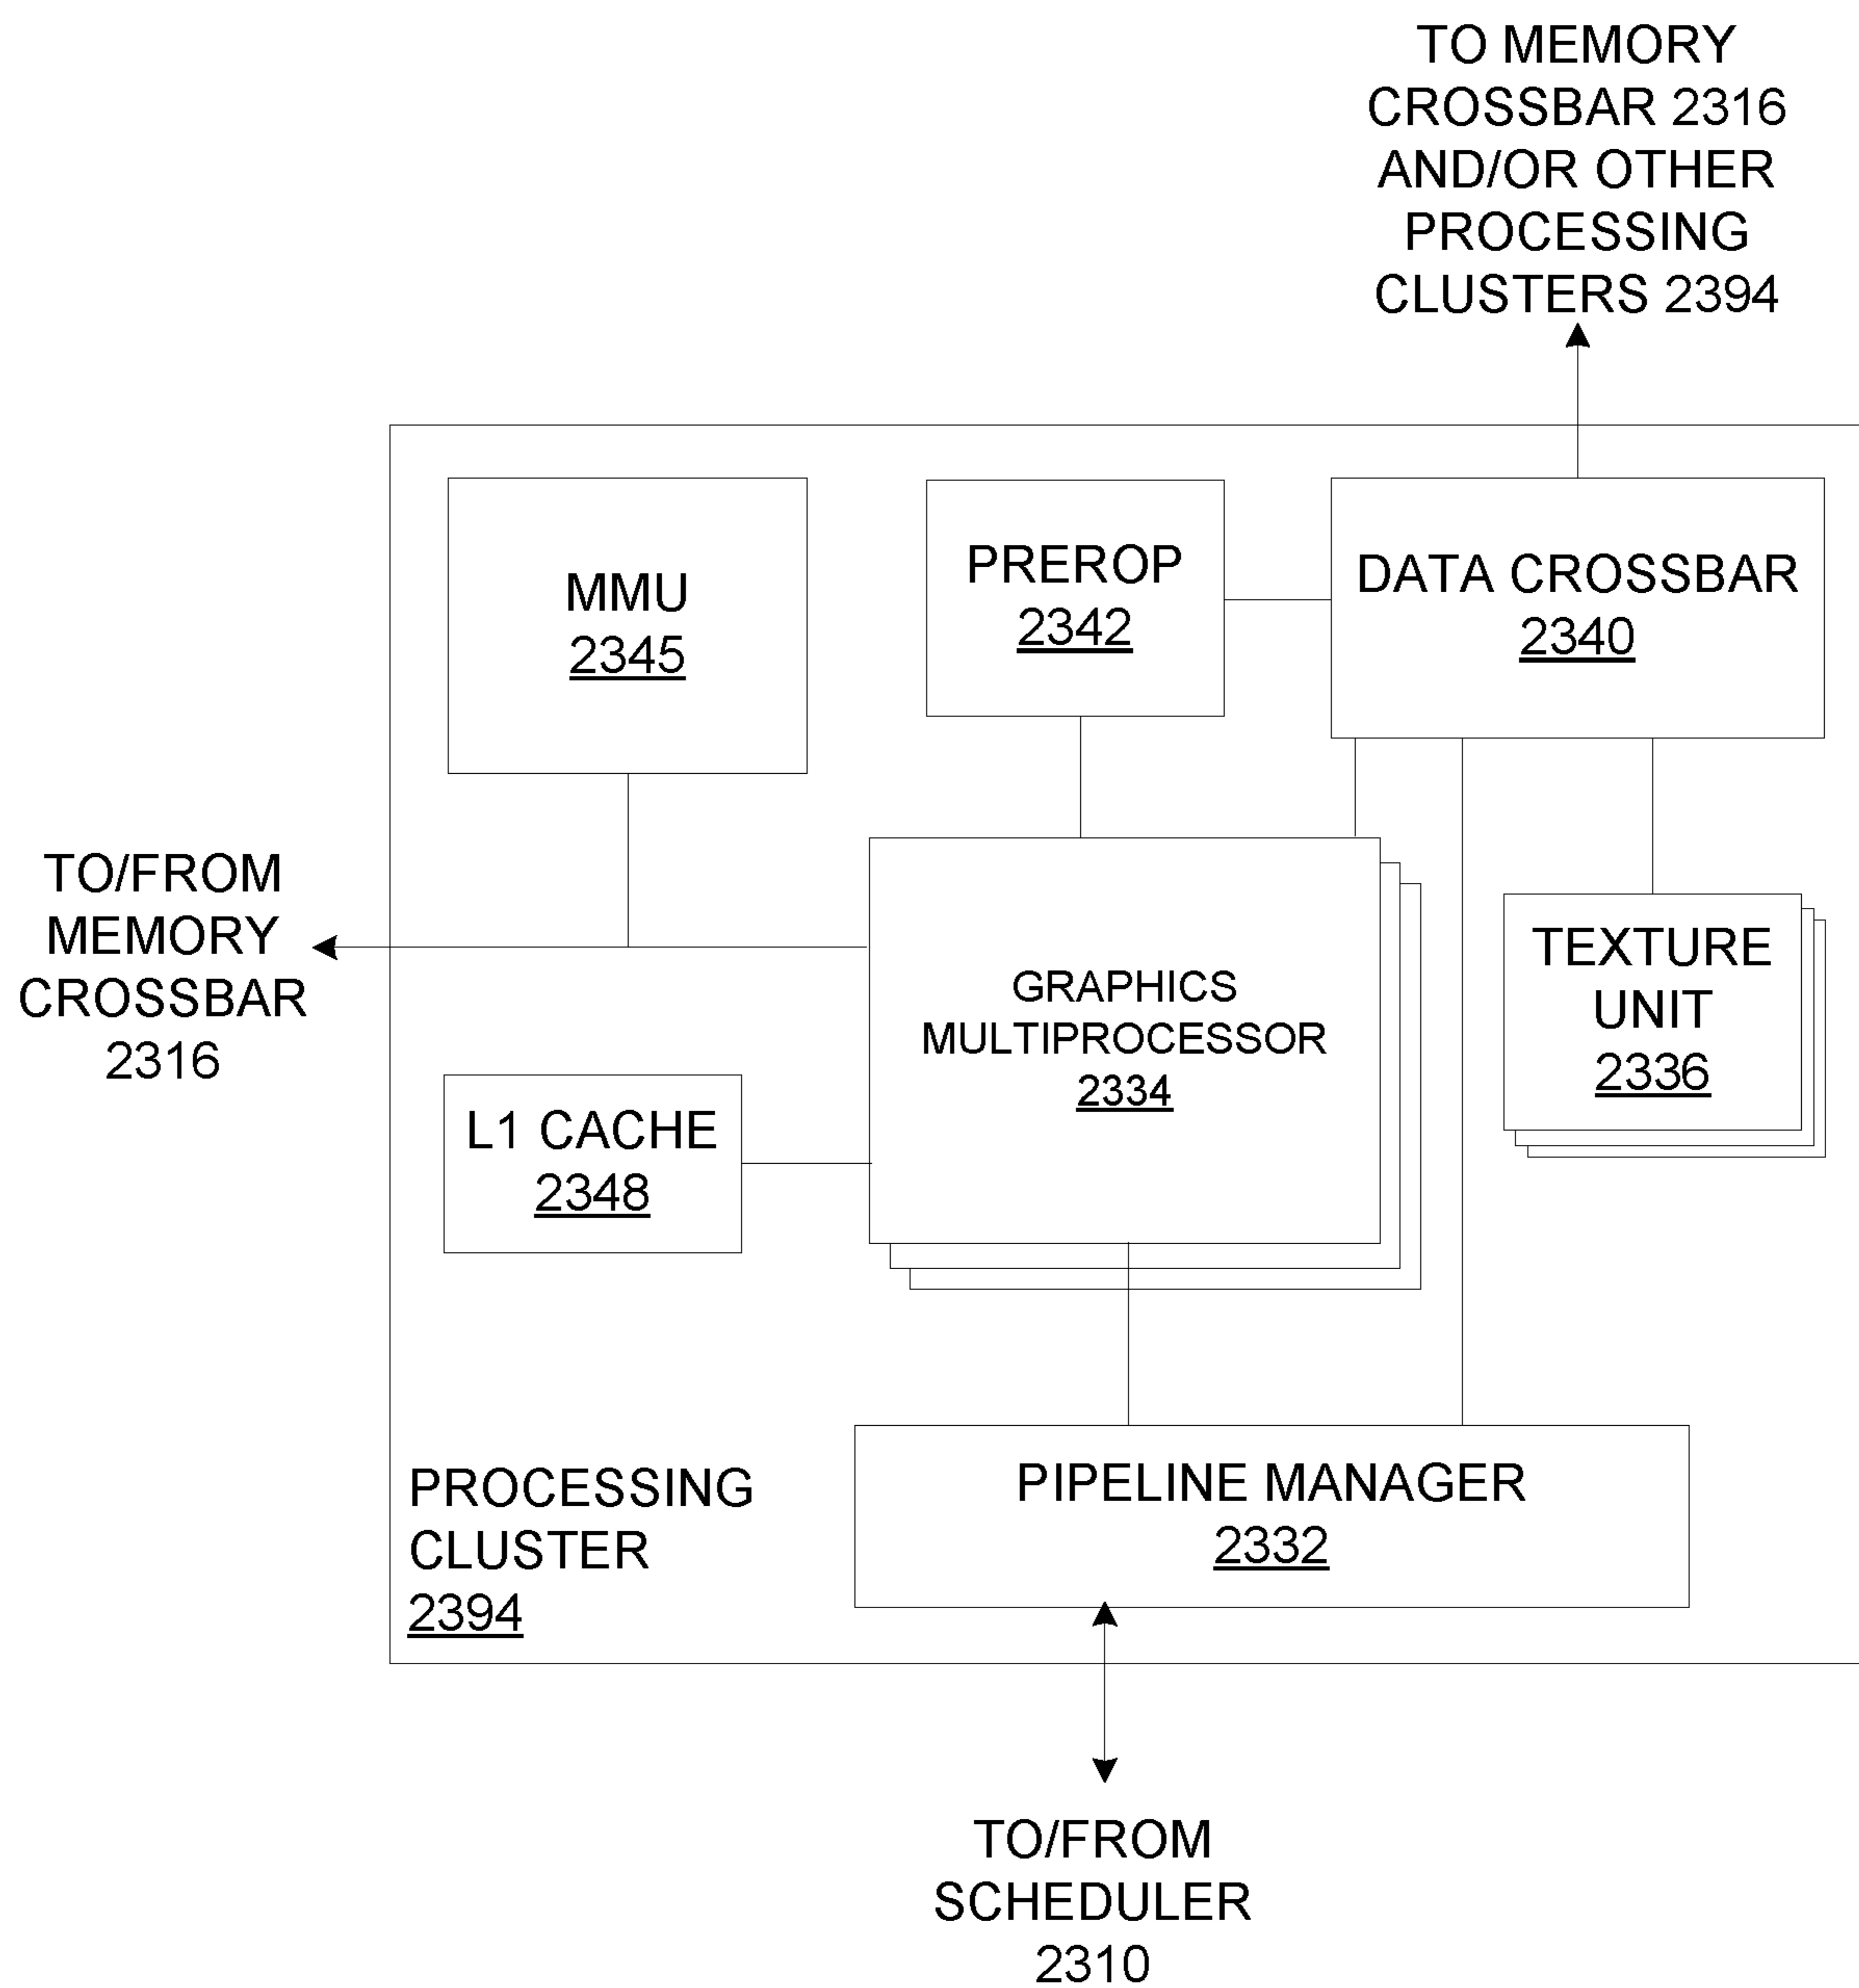 TO MEMORY
CROSSBAR 2316
AND/OR OTHER
PROCESSING
CLUSTERS 2394
MMU
2345
PREROP
2342
DATA CROSSBAR
2340
TO/FROM
MEMORY
CROSSBAR
2316
GRAPHICS
MULTIPROCESSOR
2334
TEXTURE
UNIT
2336
L1 CACHE
2348
PROCESSING
CLUSTER
2394
PIPELINE MANAGER
2332
TO/FROM
SCHEDULER
2310